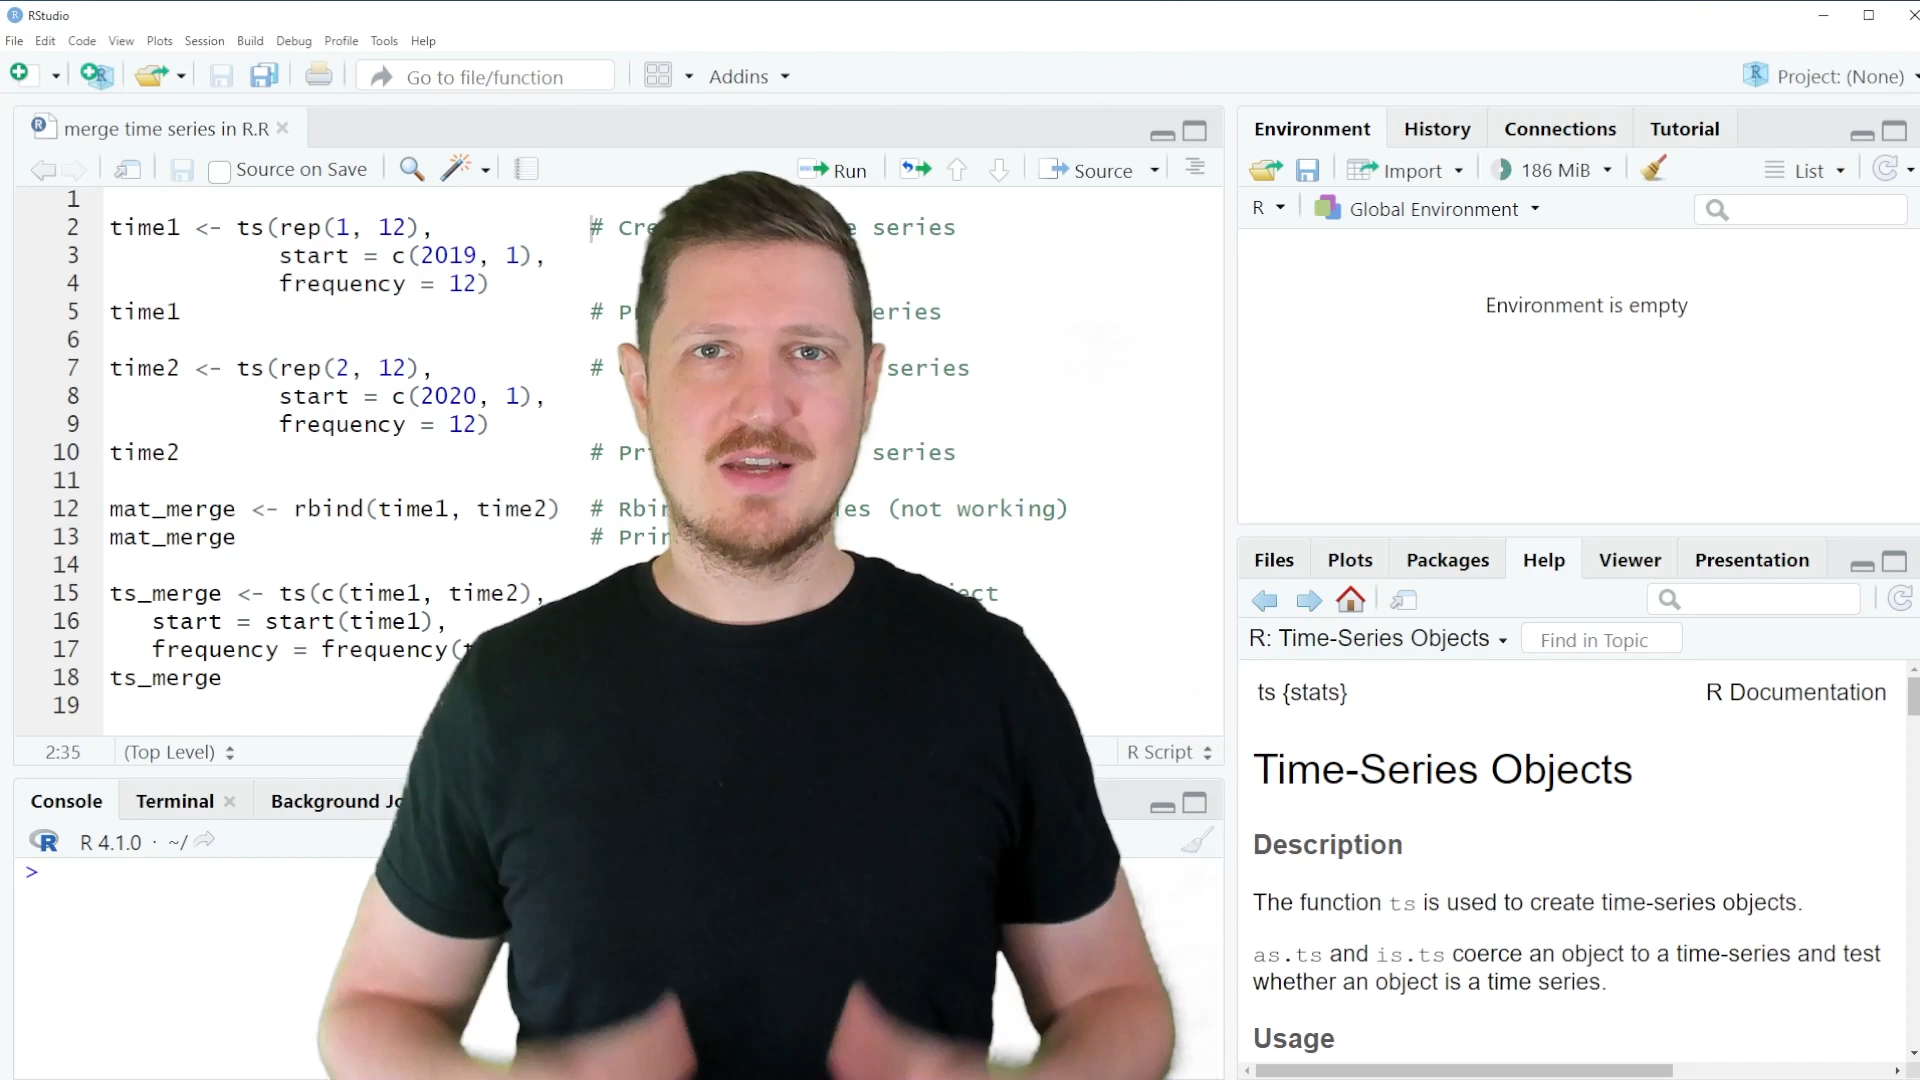 RStudio
File Edit Code View Plots Session Build Debug Profile Tools Help
Go to file/function Addins Project: (None)
merge time series in R.R
Source on Save Run Source
1
2 time1 <- ts(rep(1, 12), # series
3 start = c(2019, 1),
4 frequency = 12)
5 time1 #
6
7 time2 <- ts(rep(2, 12), # series
8 start = c(2020, 1),
9 frequency = 12)
10 time2 # series
11
12 mat_merge <- rbind(time1, time2) # (not working)
13 mat_merge #
14
15 ts_merge <- ts(c(time1, time2),
16 start = start(time1),
17 frequency = frequency(
18 ts_merge
19
2:35 (Top Level) R Script
Console Terminal Background
R 4.1.0 · ~/
>
Environment History Connections Tutorial
Import 186 MiB List
R Global Environment
Environment is empty
Files Plots Packages Help Viewer Presentation
R: Time-Series Objects Find in Topic
ts {stats} R Documentation
Time-Series Objects
Description
The function ts is used to create time-series objects.
as.ts and is.ts coerce an object to a time-series and test
whether an object is a time series.
Usage